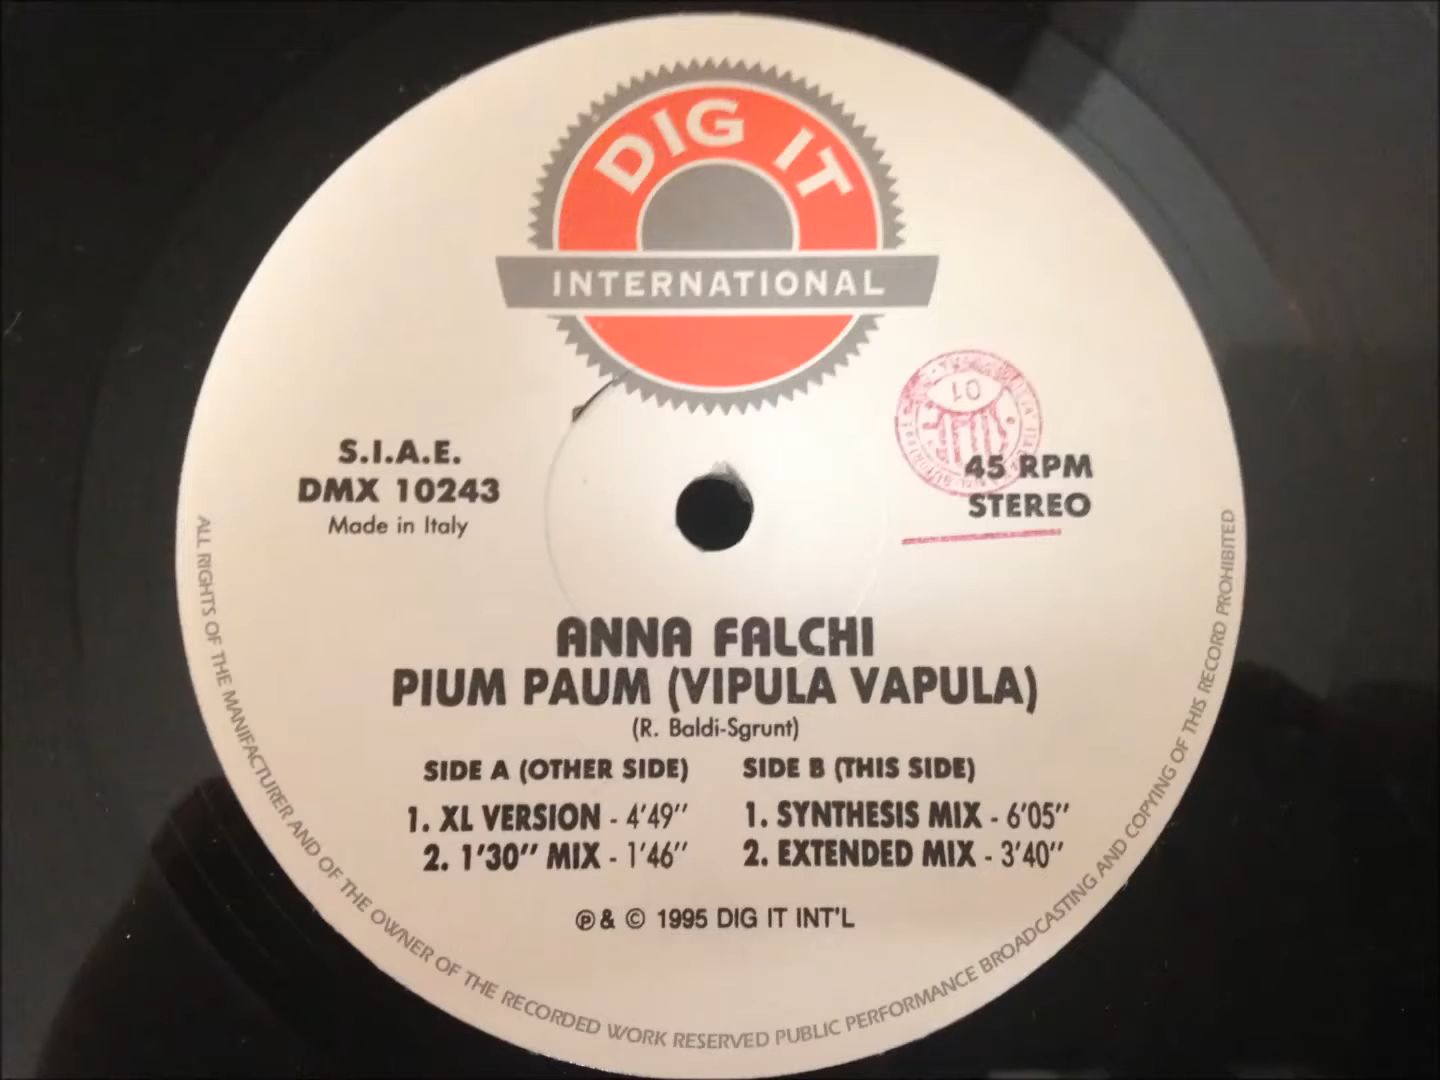 DIG IT
INTERNATIONAL
S.I.A.E.
DMX 10243
Made in Italy
01
45 RPM
STEREO
ANNA FALCHI
PIUM PAUM (VIPULA VAPULA)
(R. Baldi-Sgrunt)
SIDE A (OTHER SIDE)
1. XL VERSION - 4'49"
2. 1'30" MIX - 1'46"
SIDE B (THIS SIDE)
1. SYNTHESIS MIX - 6'05"
2. EXTENDED MIX - 3'40"
℗ & © 1995 DIG IT INT'L
ALL RIGHTS OF THE MANIFACTURER AND OF THE OWNER OF THE RECORDED WORK RESERVED PUBLIC PERFORMANCE BROADCASTING AND COPYING OF THIS RECORD PROHIBITED